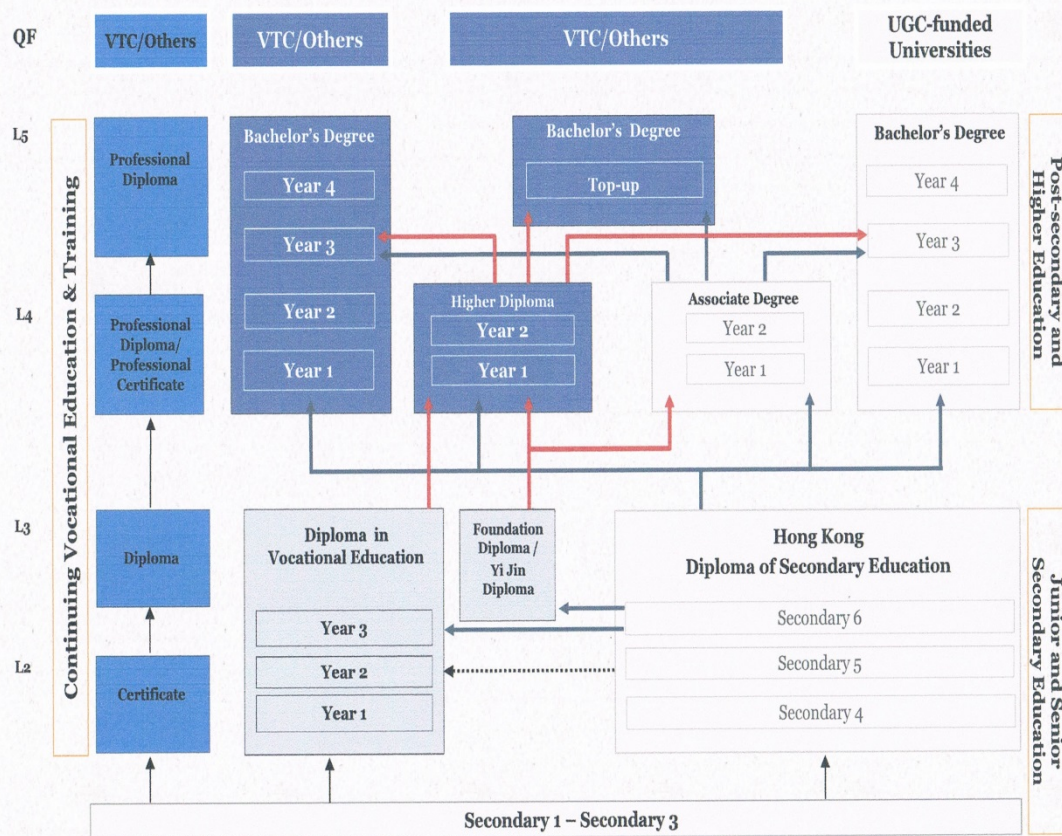 QF
VTC/Others
VTC/Others
VTC/Others
UGC-funded
Universities
L5
L4
L3
L2
Continuing Vocational Education & Training
Professional
Diploma
Professional
Diploma/
Professional
Certificate
Diploma
Certificate
Bachelor's Degree
Year 4
Year 3
Year 2
Year 1
Bachelor's Degree
Top-up
Higher Diploma
Year 2
Year 1
Associate Degree
Year 2
Year 1
Bachelor's Degree
Year 4
Year 3
Year 2
Year 1
Post-secondary and
Higher Education
Diploma in
Vocational Education
Year 3
Year 2
Year 1
Foundation
Diploma /
Yi Jin
Diploma
Hong Kong
Diploma of Secondary Education
Secondary 6
Secondary 5
Secondary 4
Junior and Senior
Secondary Education
Secondary 1 – Secondary 3